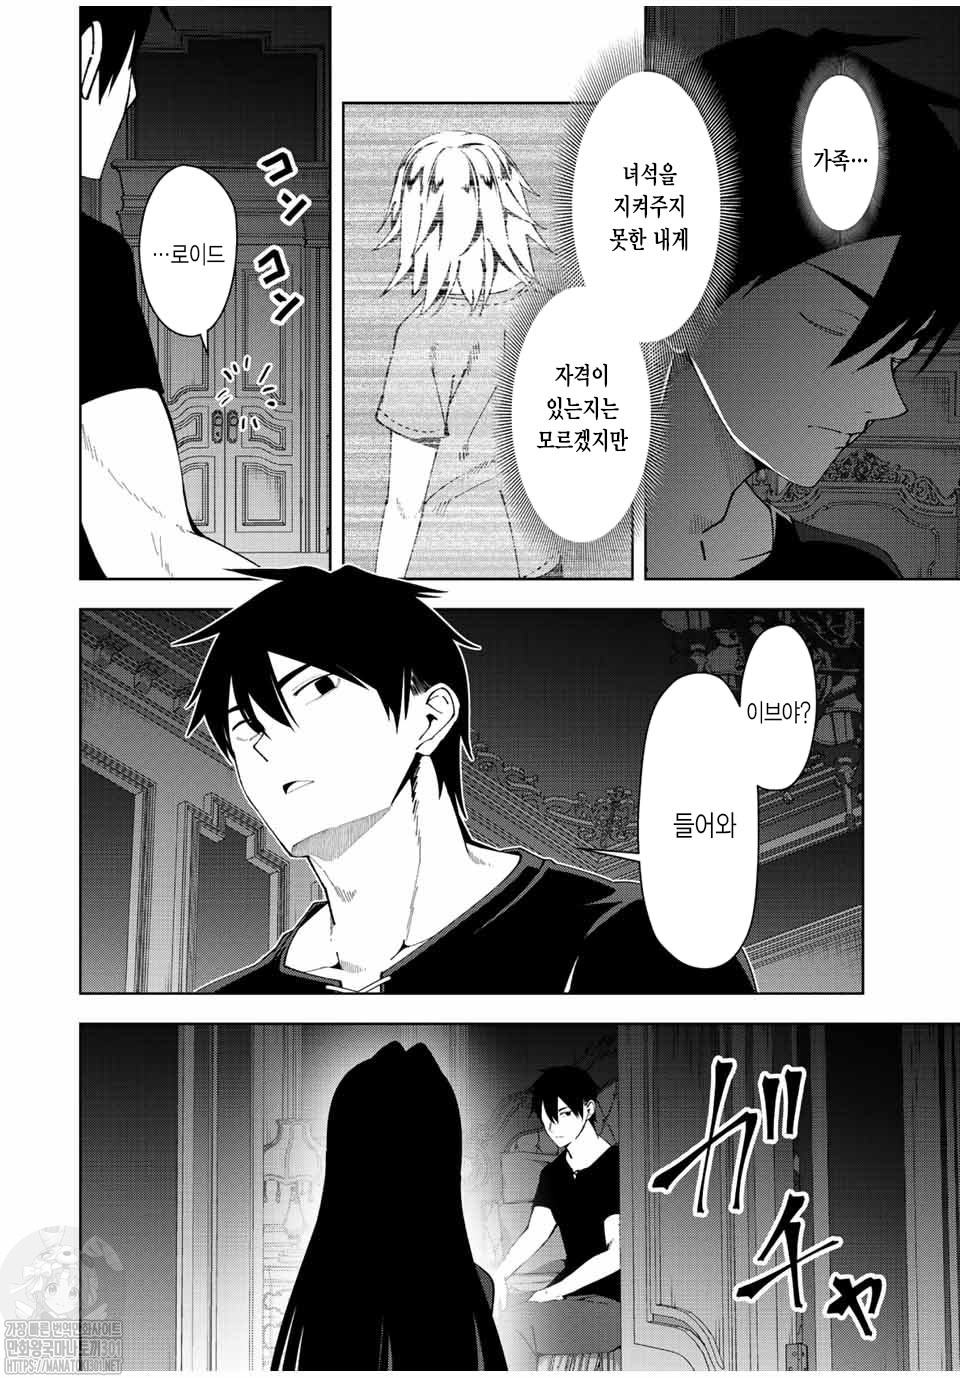 가족…
녀석을
지켜주지
못한 내게
자격이
있는지는
모르겠지만
コン
コン
…로이드
이브야?
들어와
ガチャ
가장 빠른 번역만화사이트
만화왕국마나토끼301
HTTPS://MANATOKI301.NET